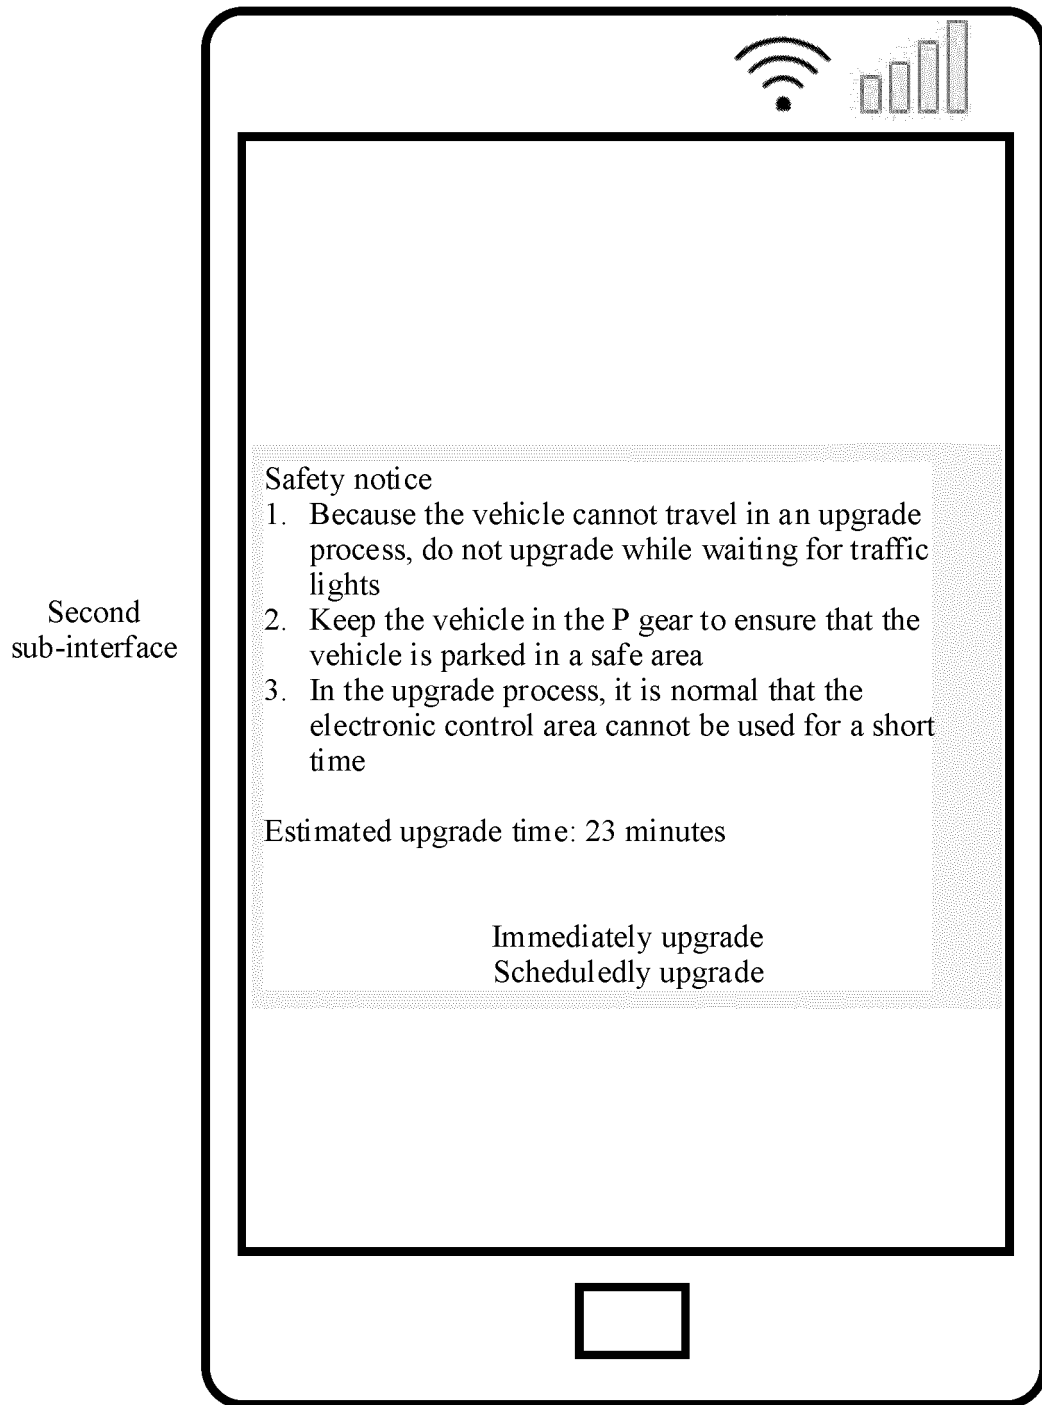 Safety notice
1. Because the vehicle cannot travel in an upgrade
process, do not upgrade while waiting for traffic
lights
2. Keep the vehicle in the P gear to ensure that the
vehicle is parked in a safe area
3. In the upgrade process, it is normal that the
electronic control area cannot be used for a short
time
Estimated upgrade time: 23 minutes
Immediately upgrade
Scheduledly upgrade
Second
sub-interface